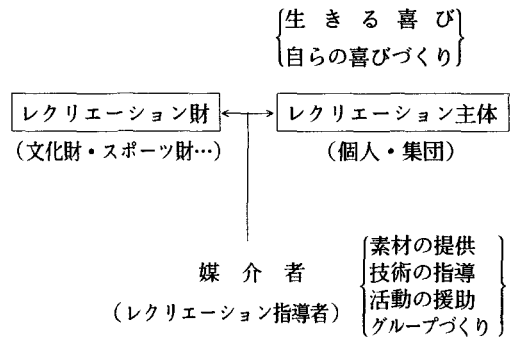 生きる喜び
自らの喜びづくり
レクリエーション財
レクリエーション主体
(文化財・スポーツ財…)
(個人・集団)
媒介者
(レクリエーション指導者)
素材の提供
技術の指導
活動の援助
グループづくり